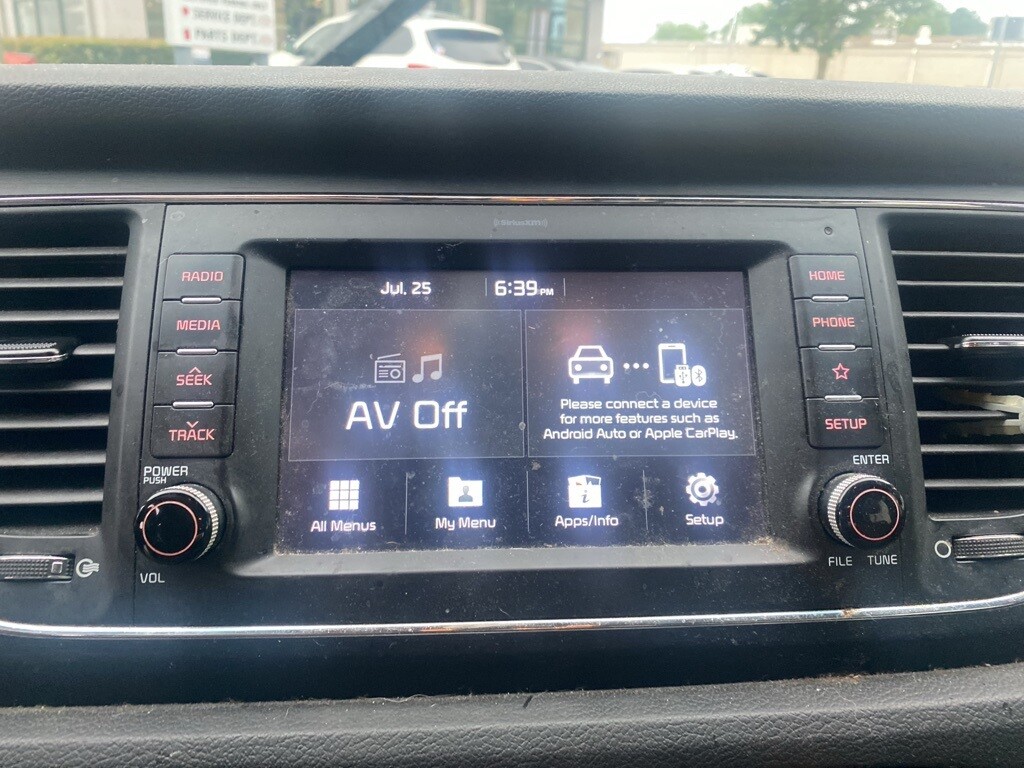 SERVICE DEPT.
PARTS DEPT.
SiriusXM
RADIO
MEDIA
SEEK
TRACK
POWER
PUSH
VOL
Jul. 25
6:39 PM
AV Off
Please connect a device
for more features such as
Android Auto or Apple CarPlay.
All Menus
My Menu
Apps/Info
Setup
HOME
PHONE
SETUP
ENTER
FILE
TUNE